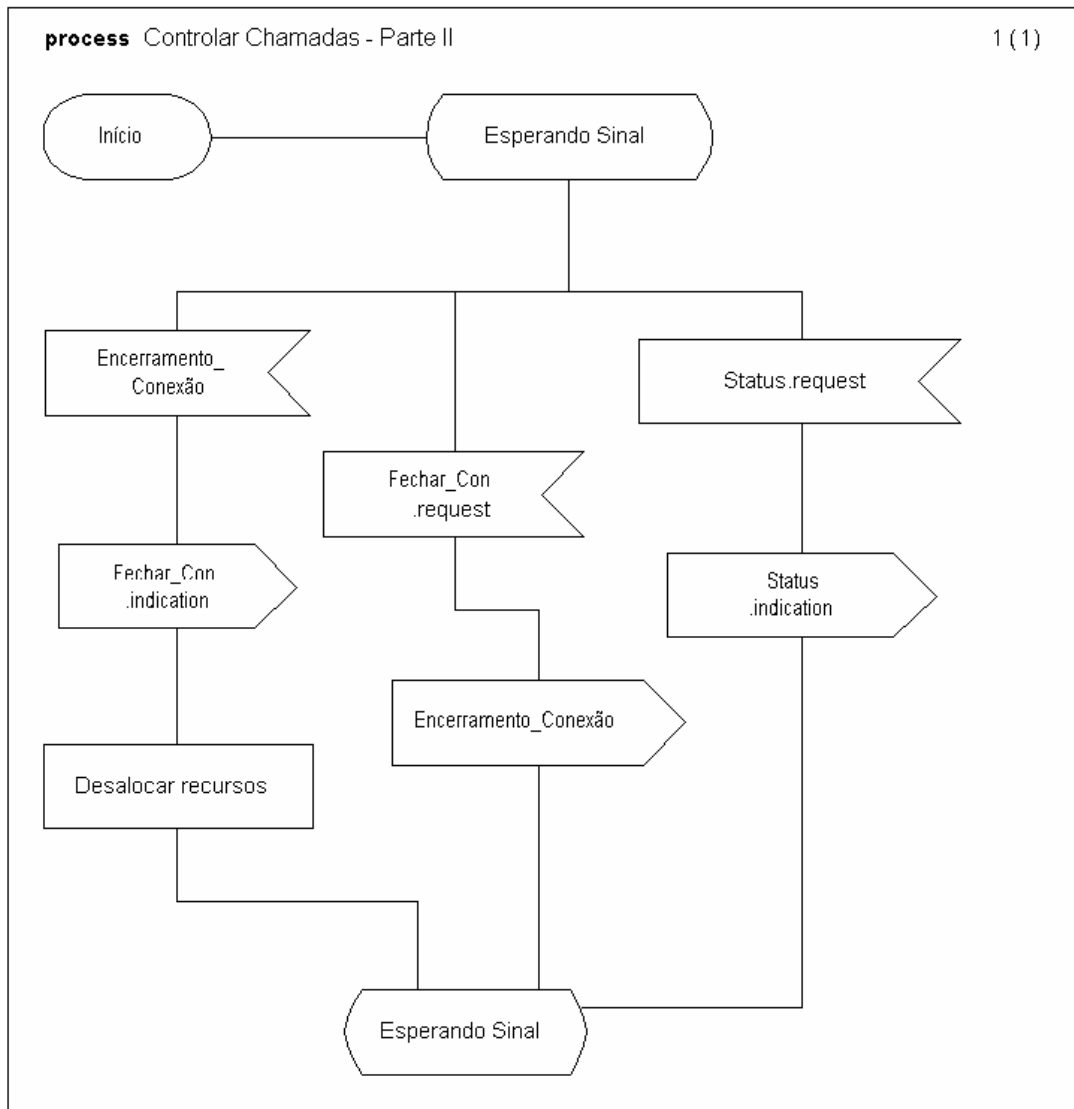 process Controlar Chamadas - Parte II
1 (1)
Início
Esperando Sinal
Encerramento_
Conexão
Status.request
Fechar_Con
.request
Fechar_Con
.indication
Status
.indication
Encerramento_Conexão
Desalocar recursos
Esperando Sinal